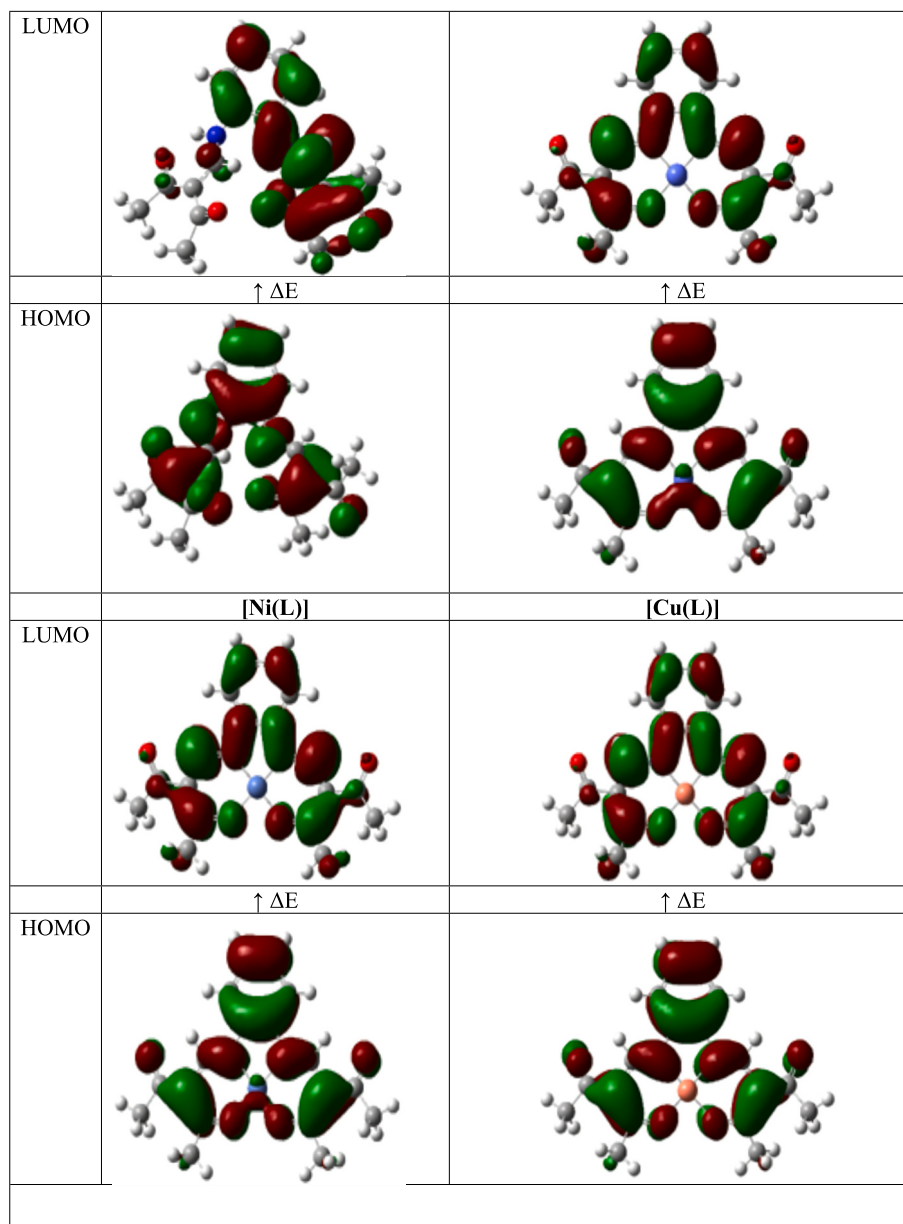 LUMO
↑ ΔE ↑ ΔE
HOMO
[Ni(L)] [Cu(L)]
LUMO
↑ ΔE ↑ ΔE
HOMO